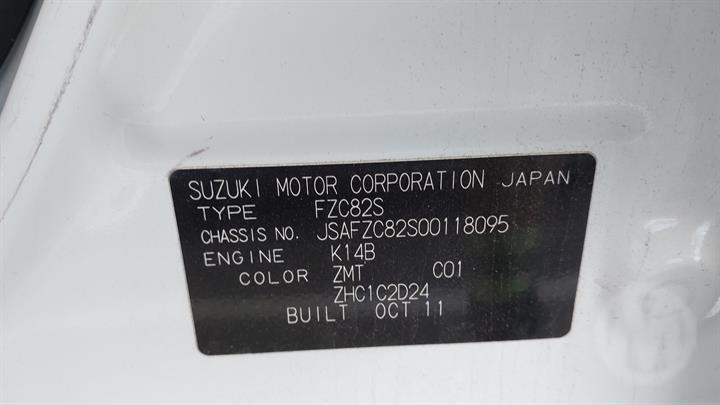 SUZUKI MOTOR CORPORATION JAPAN
TYPE FZC82S
CHASSIS NO. JSAFZC82S00118095
ENGINE K14B
COLOR ZMT C01
ZHC1C2D24
BUILT OCT 11